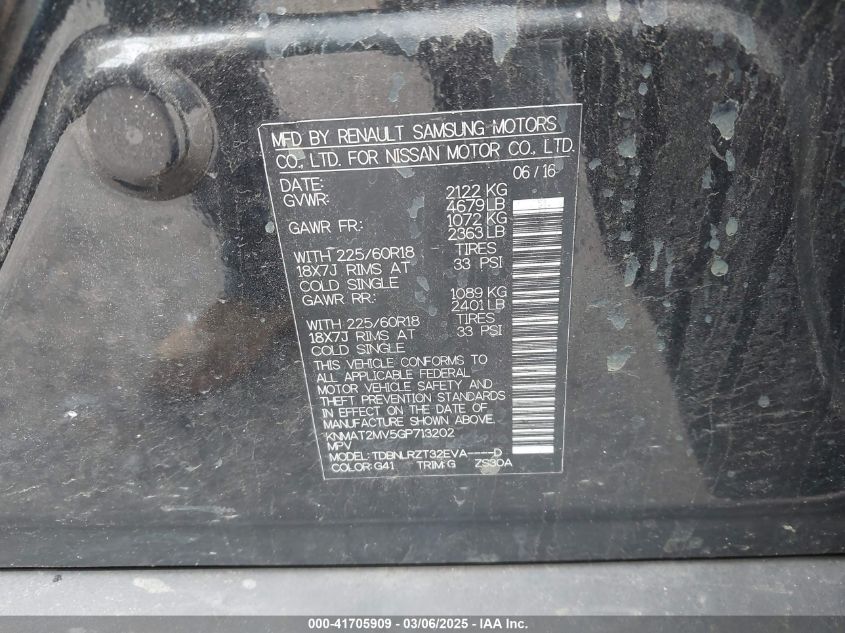 MFD BY RENAULT SAMSUNG MOTORS
CO., LTD. FOR NISSAN MOTOR CO., LTD.
06 / 16
DATE:
GVWR: 2122 KG
4679 LB
GAWR FR: 1072 KG
2363 LB
WITH 225/60R18 TIRES
18X7J RIMS AT 33 PSI
COLD SINGLE
GAWR RR: 1089 KG
2401 LB
WITH 225/60R18 TIRES
18X7J RIMS AT 33 PSI
COLD SINGLE
THIS VEHICLE CONFORMS TO
ALL APPLICABLE FEDERAL
MOTOR VEHICLE SAFETY AND
THEFT PREVENTION STANDARDS
IN EFFECT ON THE DATE OF
MANUFACTURE SHOWN ABOVE.
KNMAT2MV5GP713202
MPV
MODEL: TDBNLRZT32EVA----D
COLOR: G41 TRIM: G ZS30A
000-41705909 - 03/06/2025 - IAA Inc.